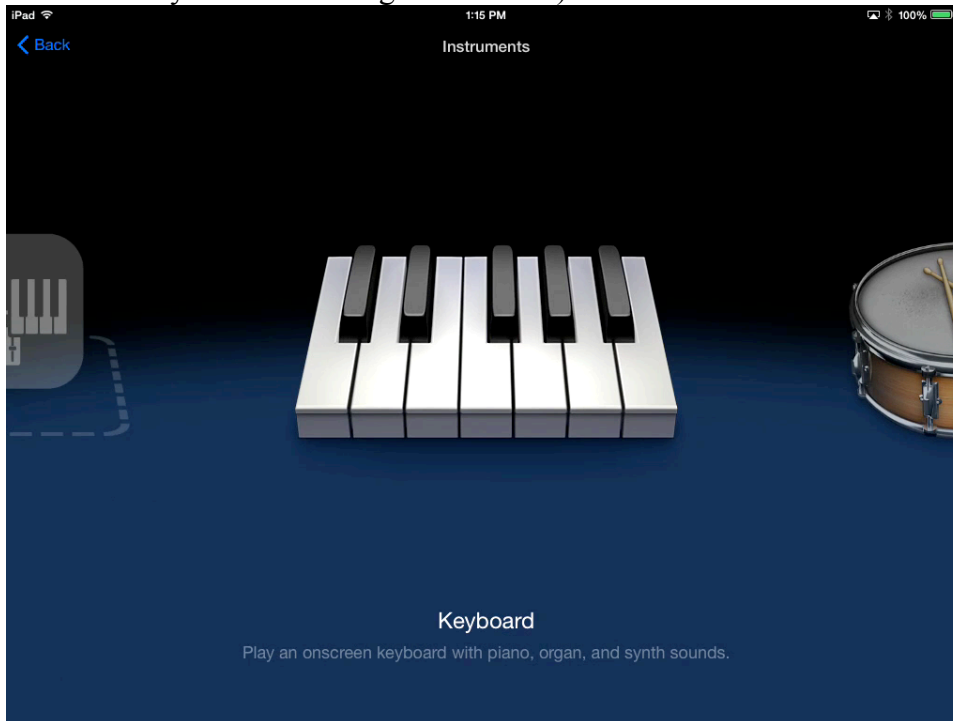 iPad 1:15 PM 100%
Back Instruments
Keyboard
Play an onscreen keyboard with piano, organ, and synth sounds.